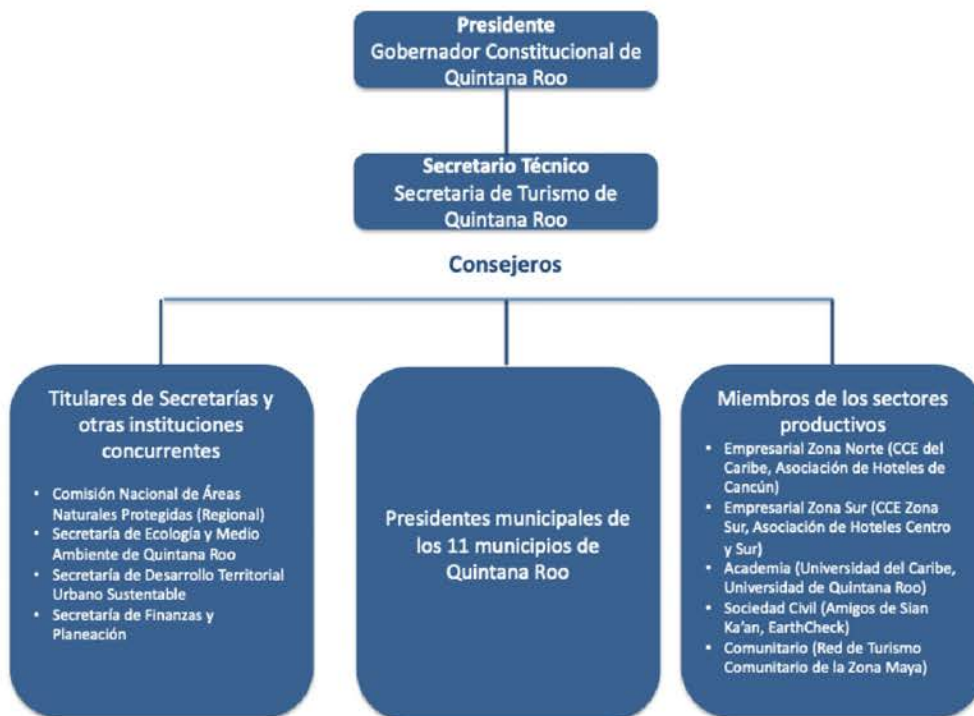 Presidente
Gobernador Constitucional de
Quintana Roo
Secretario Técnico
Secretaria de Turismo de
Quintana Roo
Consejeros
Titulares de Secretarías y
otras instituciones
concurrentes
• Comisión Nacional de Áreas
Naturales Protegidas (Regional)
• Secretaría de Ecología y Medio
Ambiente de Quintana Roo
• Secretaría de Desarrollo Territorial
Urbano Sustentable
• Secretaría de Finanzas y
Planeación
Presidentes municipales de
los 11 municipios de
Quintana Roo
Miembros de los sectores
productivos
• Empresarial Zona Norte (CCE del
Caribe, Asociación de Hoteles de
Cancún)
• Empresarial Zona Sur (CCE Zona
Sur, Asociación de Hoteles Centro
y Sur)
• Academia (Universidad del Caribe,
Universidad de Quintana Roo)
• Sociedad Civil (Amigos de Sian
Ka'an, EarthCheck)
• Comunitario (Red de Turismo
Comunitario de la Zona Maya)